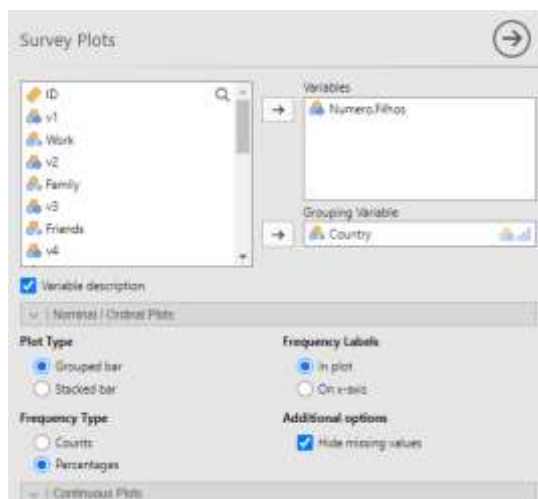 Survey Plots
ID
v1
Work
v2
Family
v3
Friends
v4
Variables
Numero.Filhos
Grouping Variable
Country
Variable description
Nominal / Ordinal Plots
Plot Type
Grouped bar
Stacked bar
Frequency Labels
In plot
On x-axis
Frequency Type
Counts
Percentages
Additional options
Hide missing values
Continuous Plots